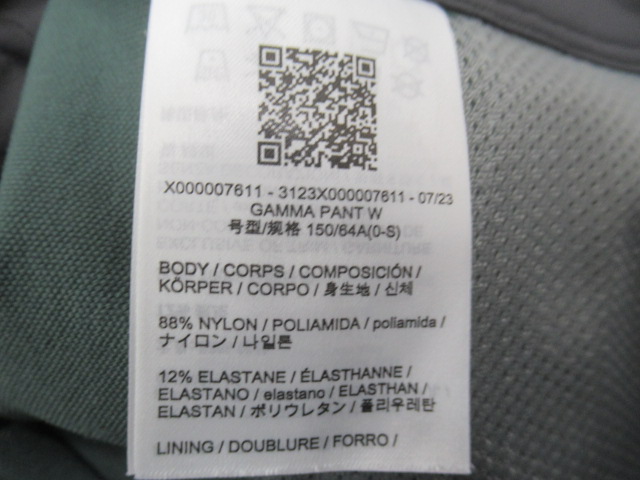 X000007611 - 3123X000007611 - 07/23
GAMMA PANT W
号型/规格 150/64A(0-S)
BODY / CORPS / COMPOSICIÓN /
KÖRPER / CORPO / 身生地 / 신체
88% NYLON / POLIAMIDA / poliamida /
ナイロン / 나일론
12% ELASTANE / ÉLASTHANNE /
ELASTANO / elastano / ELASTHAN /
ELASTAN / ポリウレタン / 폴리우레탄
LINING / DOUBLURE / FORRO /